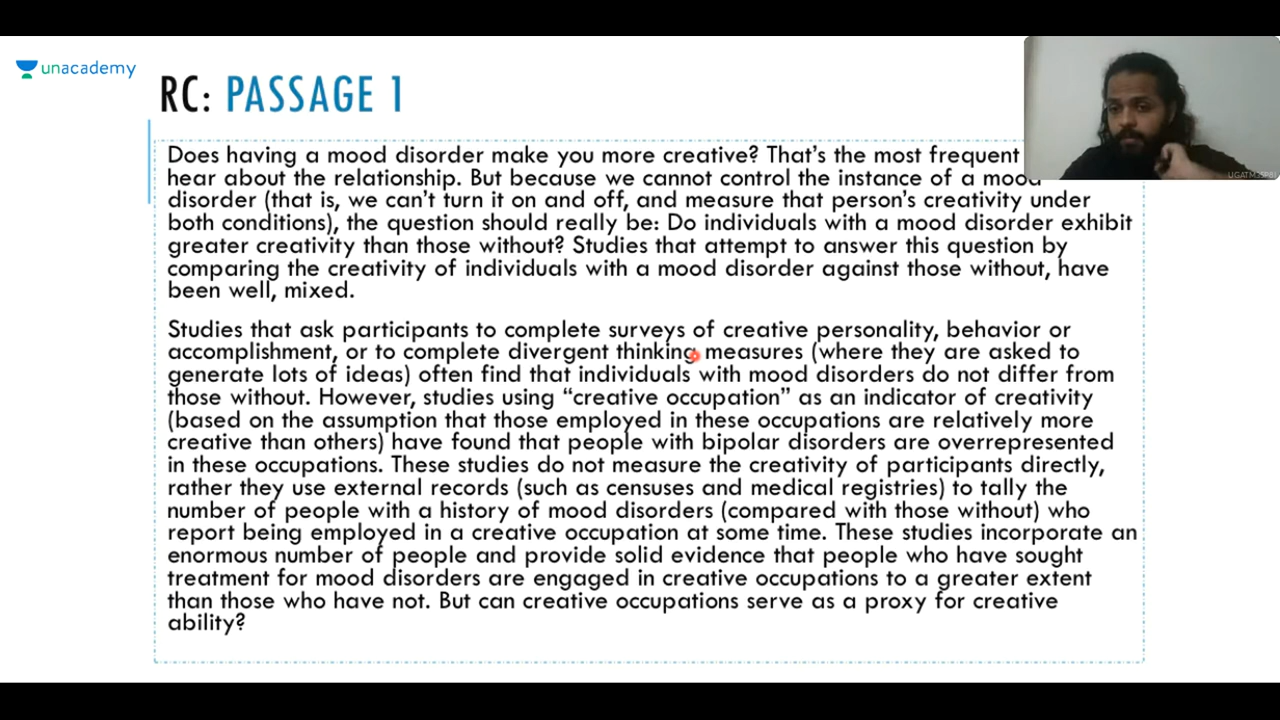 unacademy
RC: PASSAGE 1
Does having a mood disorder make you more creative? That's the most frequent
hear about the relationship. But because we cannot control the instance of a mood
disorder (that is, we can't turn it on and off, and measure that person's creativity under
both conditions), the question should really be: Do individuals with a mood disorder exhibit
greater creativity than those without? Studies that attempt to answer this question by
comparing the creativity of individuals with a mood disorder against those without, have
been well, mixed.
Studies that ask participants to complete surveys of creative personality, behavior or
accomplishment, or to complete divergent thinking measures (where they are asked to
generate lots of ideas) often find that individuals with mood disorders do not differ from
those without. However, studies using “creative occupation” as an indicator of creativity
(based on the assumption that those employed in these occupations are relatively more
creative than others) have found that people with bipolar disorders are overrepresented
in these occupations. These studies do not measure the creativity of participants directly,
rather they use external records (such as censuses and medical registries) to tally the
number of people with a history of mood disorders (compared with those without) who
report being employed in a creative occupation at some time. These studies incorporate an
enormous number of people and provide solid evidence that people who have sought
treatment for mood disorders are engaged in creative occupations to a greater extent
than those who have not. But can creative occupations serve as a proxy for creative
ability?